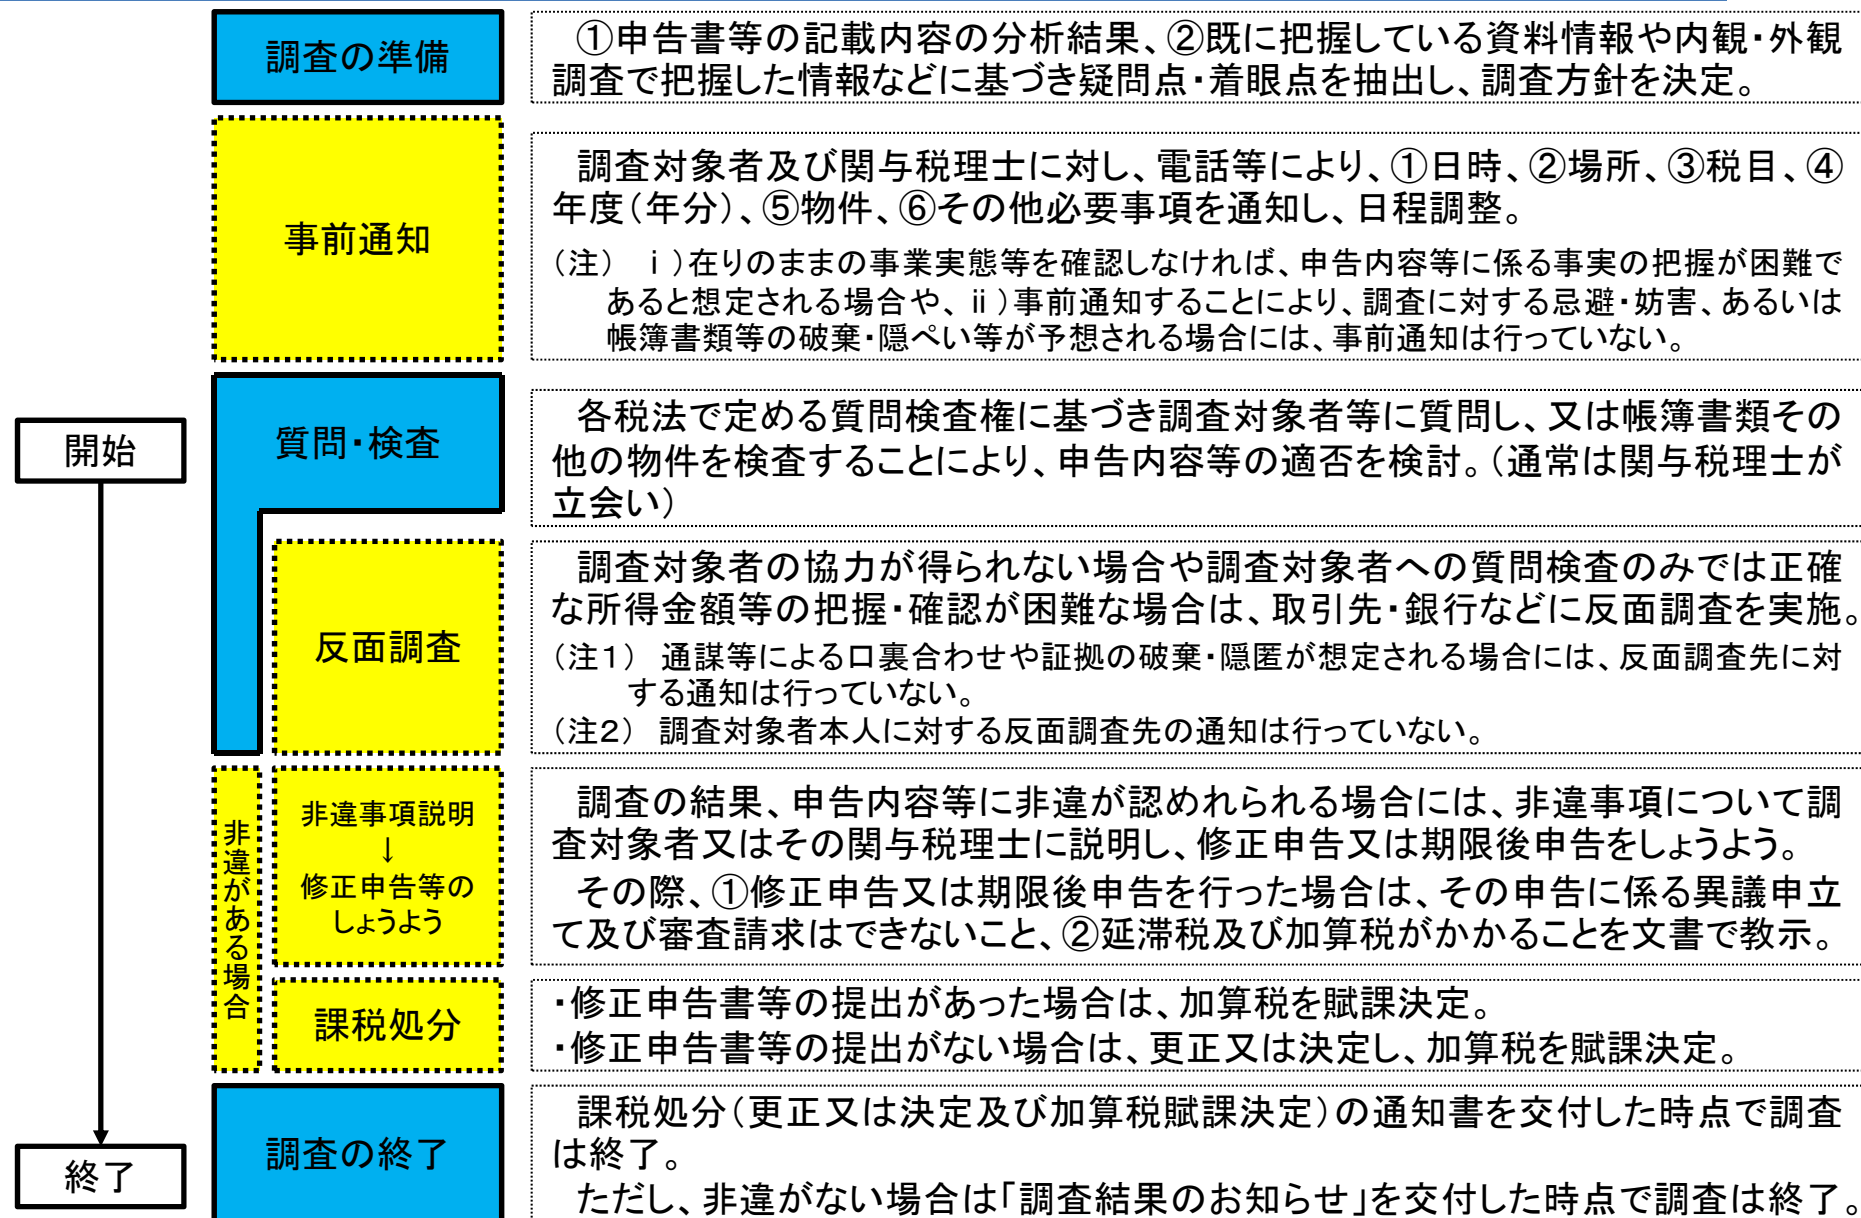 調査の準備
①申告書等の記載内容の分析結果、②既に把握している資料情報や内観・外観
調査で把握した情報などに基づき疑問点・着眼点を抽出し、調査方針を決定。
事前通知
調査対象者及び関与税理士に対し、電話等により、①日時、②場所、③税目、④
年度（年分）、⑤物件、⑥その他必要事項を通知し、日程調整。
（注） ⅰ）在りのままの事業実態等を確認しなければ、申告内容等に係る事実の把握が困難で
あると想定される場合や、ⅱ）事前通知することにより、調査に対する忌避・妨害、あるいは
帳簿書類等の破棄・隠ぺい等が予想される場合には、事前通知は行っていない。
開始
質問・検査
各税法で定める質問検査権に基づき調査対象者等に質問し、又は帳簿書類その
他の物件を検査することにより、申告内容等の適否を検討。（通常は関与税理士が
立会い）
反面調査
調査対象者の協力が得られない場合や調査対象者への質問検査のみでは正確
な所得金額等の把握・確認が困難な場合は、取引先・銀行などに反面調査を実施。
（注１） 通謀等による口裏合わせや証拠の破棄・隠匿が想定される場合には、反面調査先に対
する通知は行っていない。
（注２） 調査対象者本人に対する反面調査先の通知は行っていない。
非違がある場合
非違事項説明
↓
修正申告等の
しょうよう
調査の結果、申告内容等に非違が認めれられる場合には、非違事項について調
査対象者又はその関与税理士に説明し、修正申告又は期限後申告をしょうよう。
その際、①修正申告又は期限後申告を行った場合は、その申告に係る異議申立
て及び審査請求はできないこと、②延滞税及び加算税がかかることを文書で教示。
課税処分
・修正申告書等の提出があった場合は、加算税を賦課決定。
・修正申告書等の提出がない場合は、更正又は決定し、加算税を賦課決定。
終了
調査の終了
課税処分（更正又は決定及び加算税賦課決定）の通知書を交付した時点で調査
は終了。
ただし、非違がない場合は「調査結果のお知らせ」を交付した時点で調査は終了。